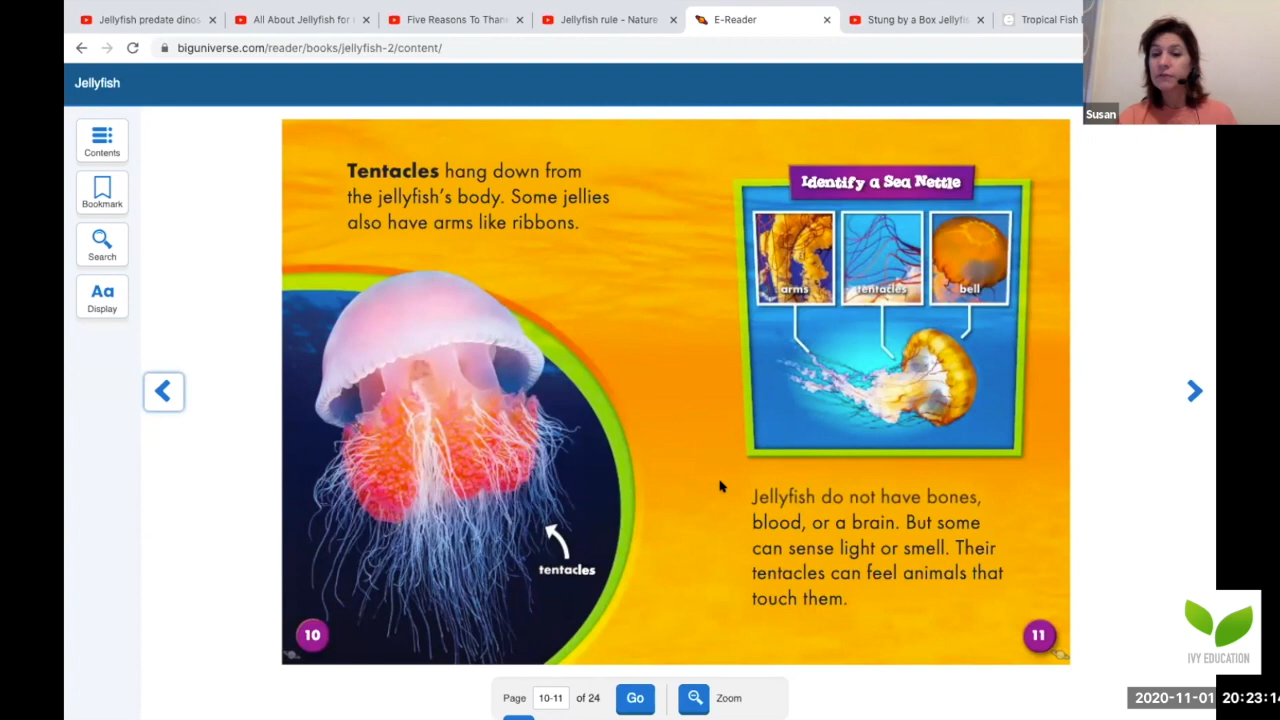 Jellyfish predate dinos
All About Jellyfish for
Five Reasons To Than
Jellyfish rule - Nature
E-Reader
Stung by a Box Jellyfis
Tropical Fish
biguniverse.com/reader/books/jellyfish-2/content/
Jellyfish
Susan
Contents
Bookmark
Search
Aa
Display
Tentacles hang down from
the jellyfish's body. Some jellies
also have arms like ribbons.
tentacles
10
Identify a Sea Nettle
arms
tentacles
bell
Jellyfish do not have bones,
blood, or a brain. But some
can sense light or smell. Their
tentacles can feel animals that
touch them.
11
Page 10-11 of 24 Go Zoom
IVY EDUCATION
2020-11-01 20:23:14